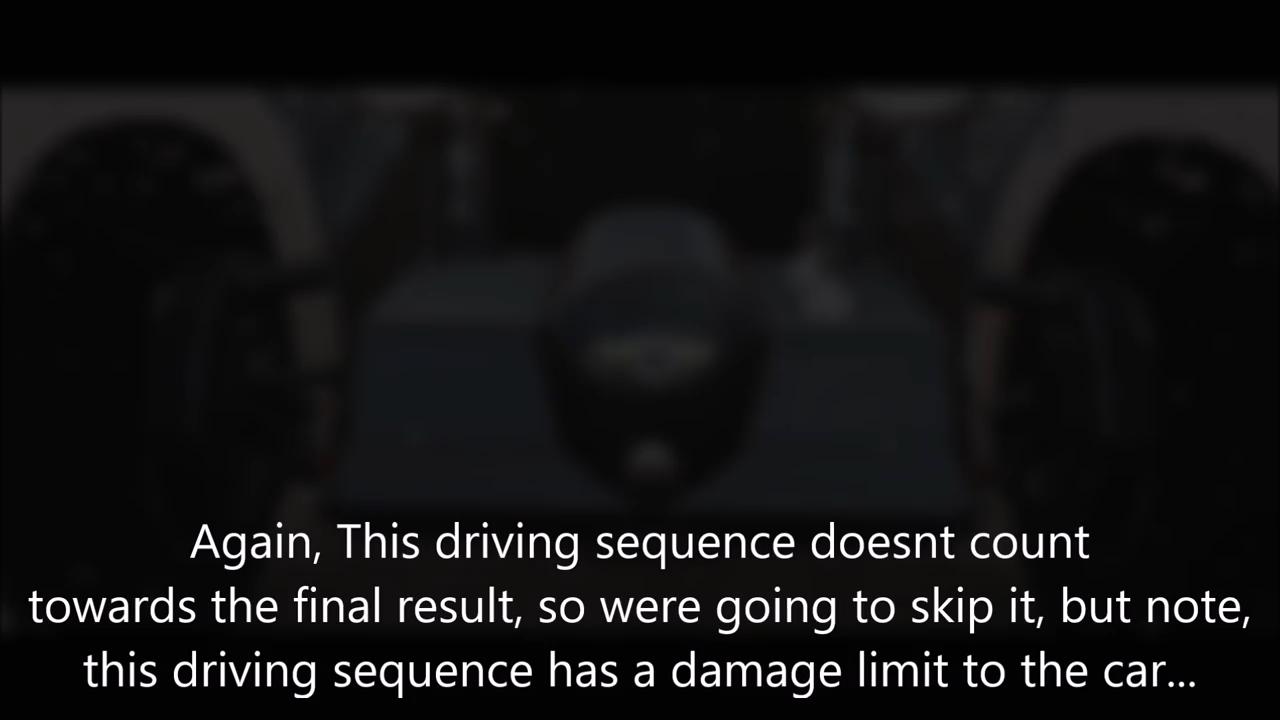 Again, This driving sequence doesnt count
towards the final result, so were going to skip it, but note,
this driving sequence has a damage limit to the car...